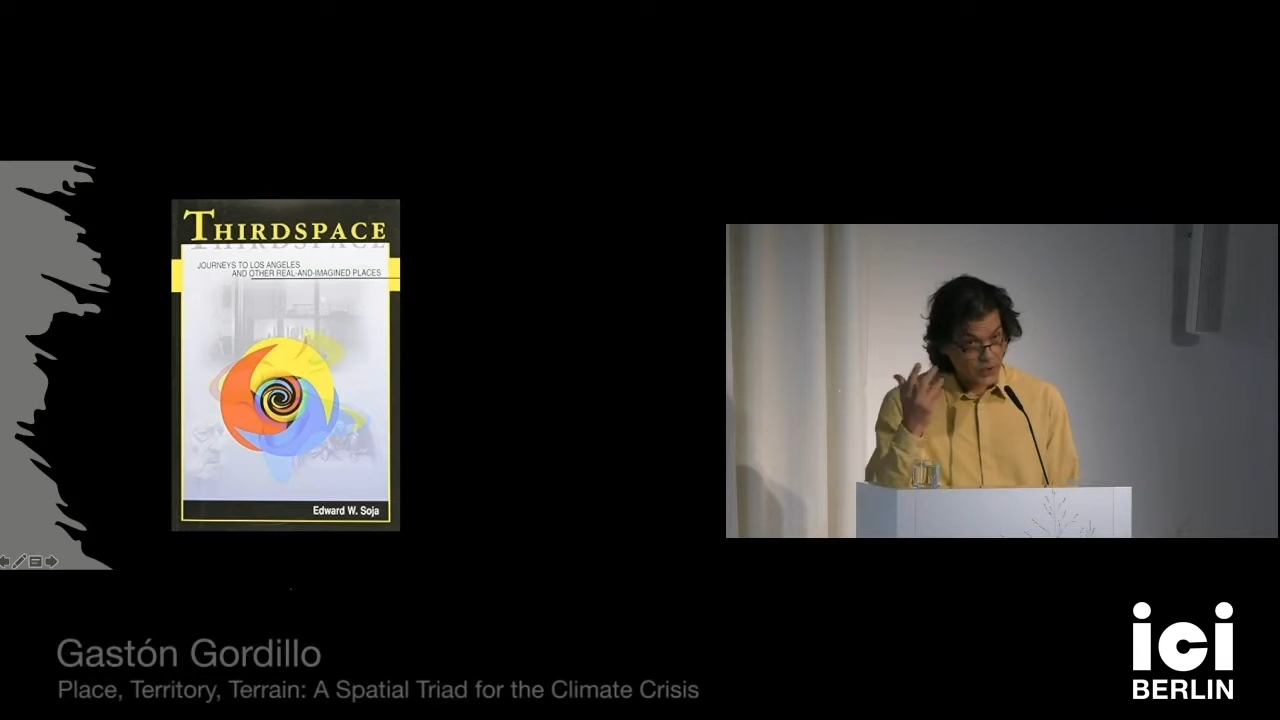 THIRDSPACE
JOURNEYS TO LOS ANGELES
AND OTHER REAL-AND-IMAGINED PLACES
Edward W. Soja
Gastón Gordillo
Place, Territory, Terrain: A Spatial Triad for the Climate Crisis
ici
BERLIN